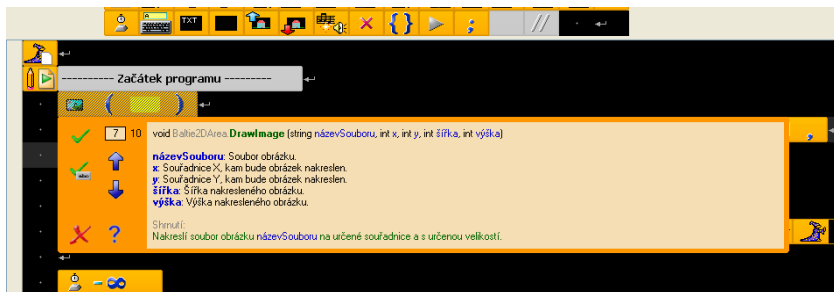 TXT { } ; //
---------- Začátek programu ---------
( )
7 10 void Baltie2DArea.DrawImage (string názevSouboru, int x, int y, int šířka, int výška)
,
názevSouboru: Soubor obrázku.
x: Souřadnice X, kam bude obrázek nakreslen.
y: Souřadnice Y, kam bude obrázek nakreslen.
abc
šířka: Šířka nakresleného obrázku.
výška: Výška nakresleného obrázku.
Shrnutí:
? Nakreslí soubor obrázku názevSouboru na určené souřadnice a s určenou velikostí.
- ∞